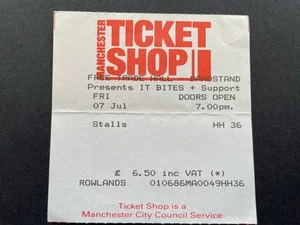 MANCHESTER
TICKET
SHOP
FREE TRADE HALL - BANDSTAND
Presents IT BITES + Support
FRI DOORS OPEN
07 Jul 7.00pm.
Stalls HH 36
£ 6.50 inc VAT (*)
ROWLANDS 010686MA0049HH36
Ticket Shop is a
Manchester City Council Service